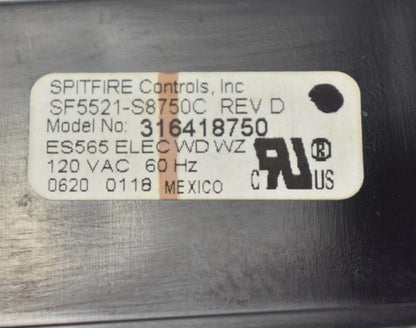 SPITFIRE Controls, Inc
SF5521-S8750C REV D
Model No: 316418750
ES565 ELEC WD WZ
120 VAC 60 Hz
0620 0118 MEXICO
C RU ® US